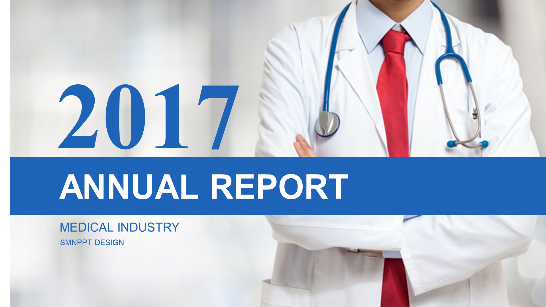 2017
ANNUAL REPORT
MEDICAL INDUSTRY
SMNPPT DESIGN